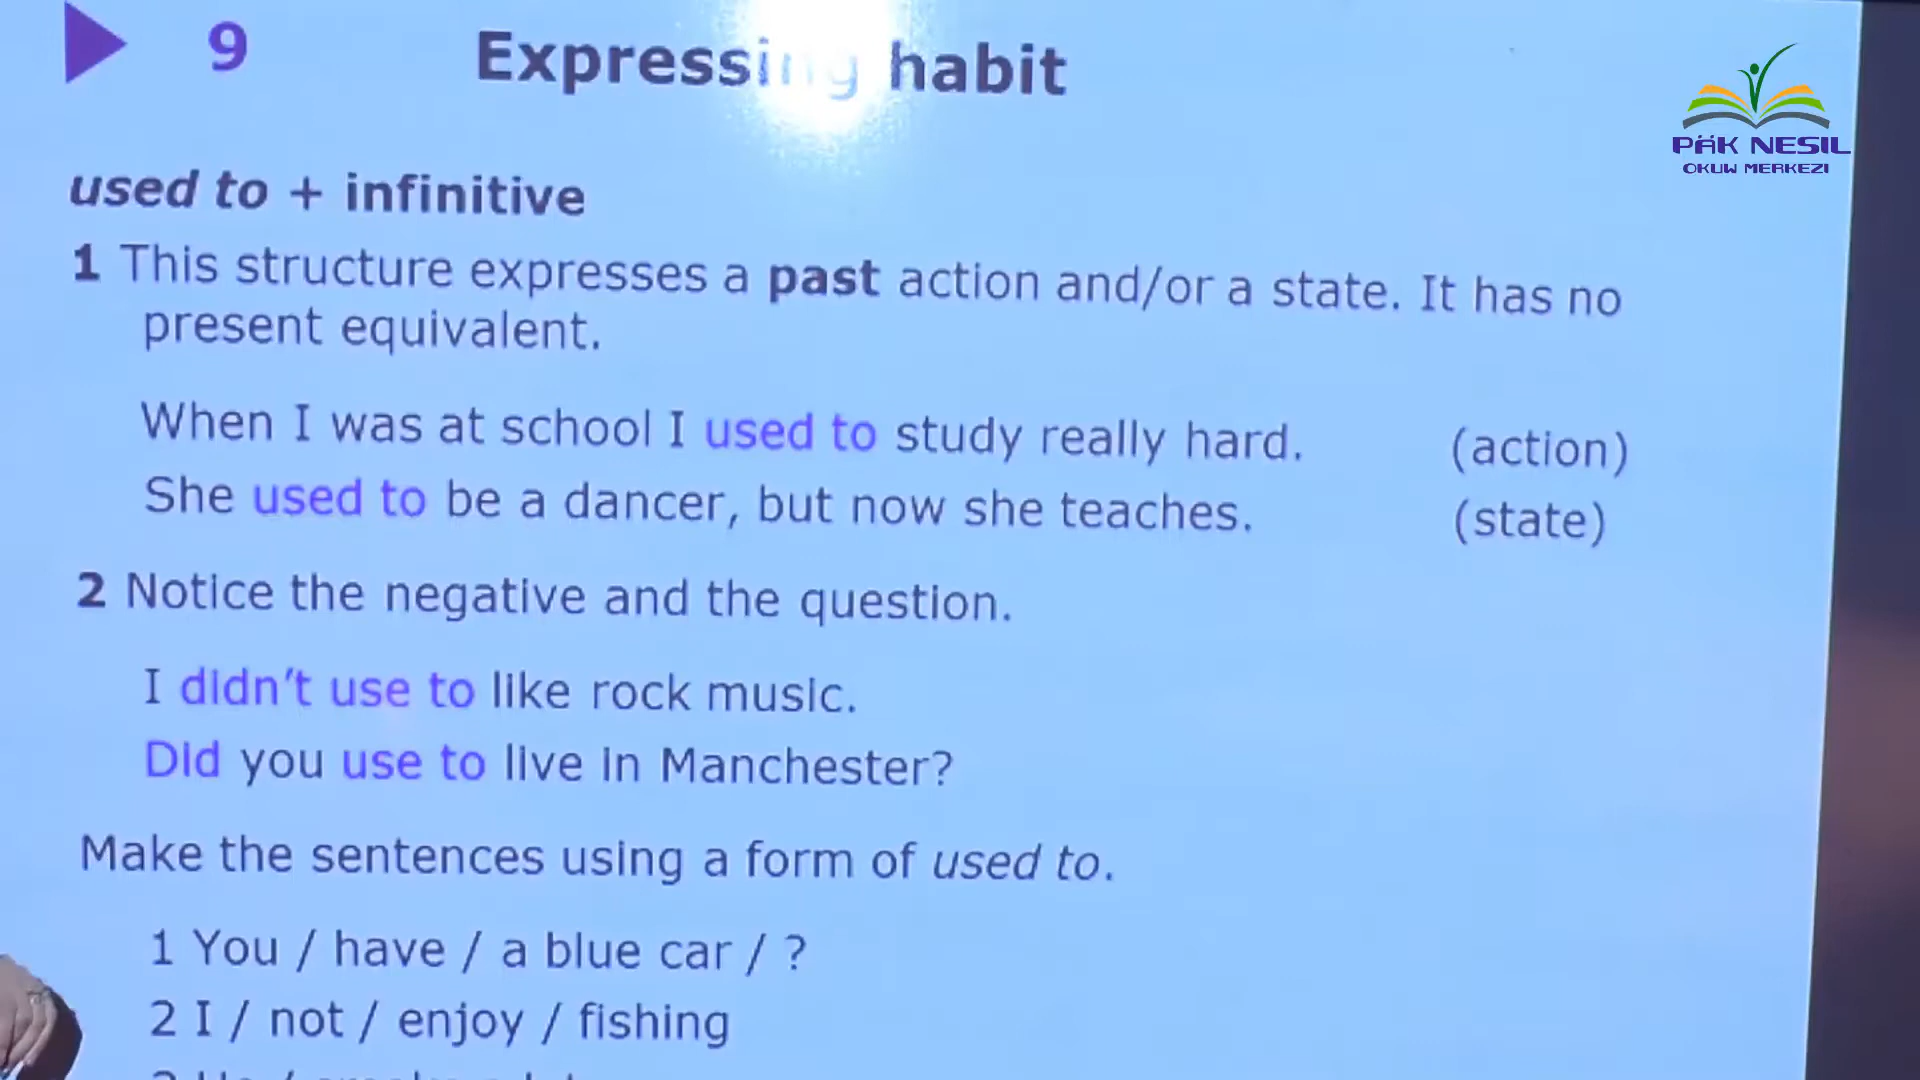 9 Expressing habit
PÄK NESIL
OKUW MERKEZI
used to + infinitive
1 This structure expresses a past action and/or a state. It has no
present equivalent.
When I was at school I used to study really hard. (action)
She used to be a dancer, but now she teaches. (state)
2 Notice the negative and the question.
I didn't use to like rock music.
Did you use to live in Manchester?
Make the sentences using a form of used to.
1 You / have / a blue car / ?
2 I / not / enjoy / fishing